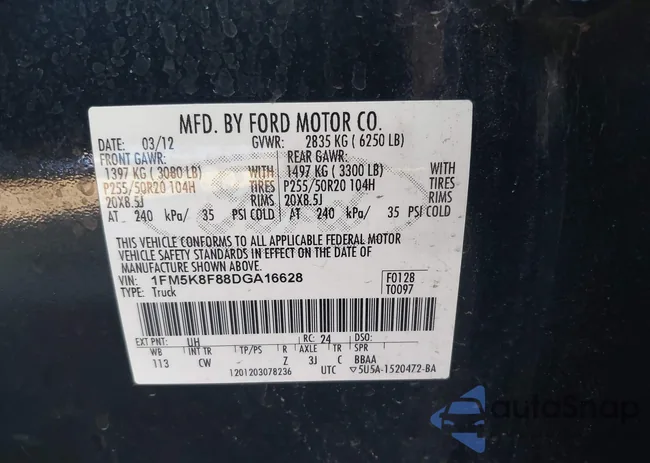 MFD. BY FORD MOTOR CO.
DATE: 03/12 GVWR: 2835 KG ( 6250 LB)
FRONT GAWR: REAR GAWR:
1397 KG ( 3080 LB) WITH 1497 KG ( 3300 LB) WITH
P255/50R20 104H TIRES P255/50R20 104H TIRES
20X8.5J RIMS 20X8.5J RIMS
AT 240 kPa/ 35 PSI COLD AT 240 kPa/ 35 PSI COLD
THIS VEHICLE CONFORMS TO ALL APPLICABLE FEDERAL MOTOR
VEHICLE SAFETY STANDARDS IN EFFECT ON THE DATE OF MANUFACTURE
SHOWN ABOVE.
VIN: 1FM5K8F88DGA16628 F0128
TYPE: Truck T0097
EXT PNT: UH RC: 24 DSO:
WB INT TR TP/PS R AXLE TR SPR
113 CW Z 3J C BBAA
1201203078236 UTC ▽5U5A-1520472-BA
autoSnap